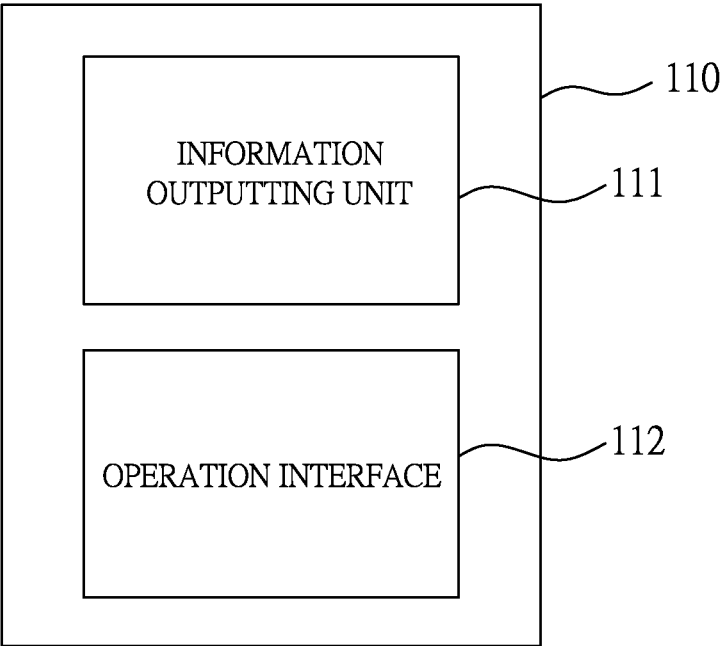 110
INFORMATION
OUTPUTTING UNIT
111
112
OPERATION INTERFACE